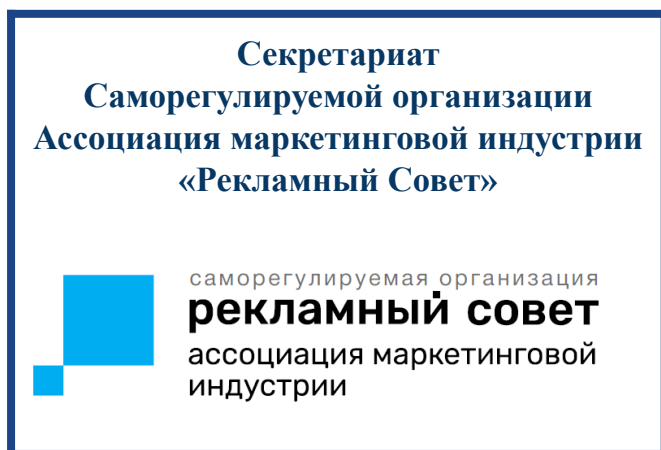 Секретариат
Саморегулируемой организации
Ассоциация маркетинговой индустрии
«Рекламный Совет»
саморегулируемая организация
рекламный совет
ассоциация маркетинговой
индустрии